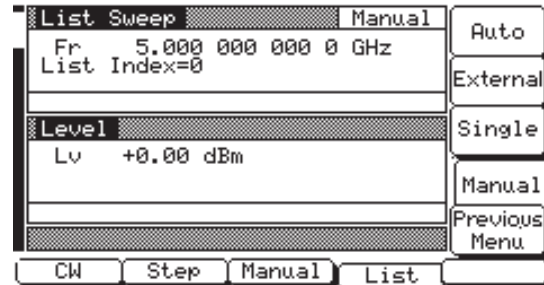 List Sweep Manual
Fr 5.000 000 000 0 GHz
List Index=0
Level
Lv +0.00 dBm
Auto
External
Single
Manual
Previous
Menu
CW Step Manual List